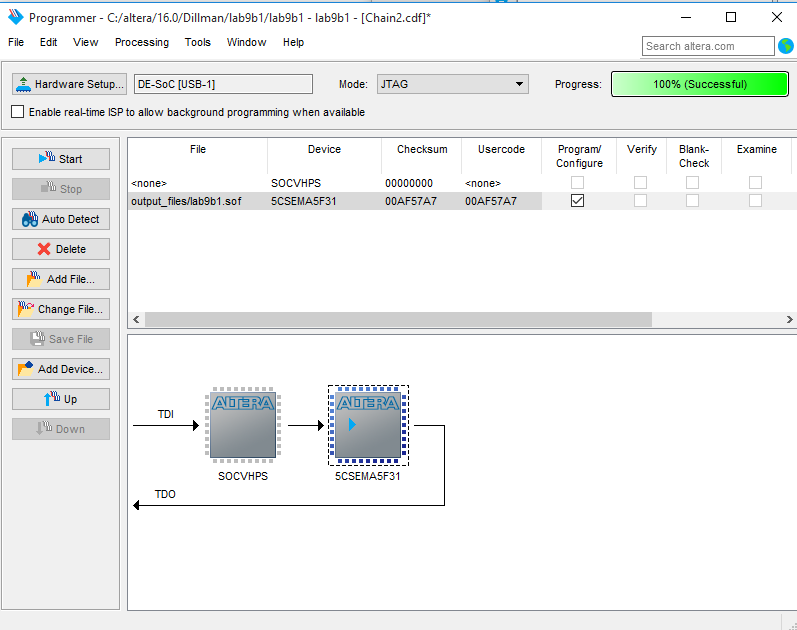 Programmer - C:/altera/16.0/Dillman/lab9b1/lab9b1 - lab9b1 - [Chain2.cdf]*
File Edit View Processing Tools Window Help
Search altera.com
Hardware Setup... DE-SoC [USB-1] Mode: JTAG Progress: 100% (Successful)
Enable real-time ISP to allow background programming when available
Start
Stop
Auto Detect
Delete
Add File...
Change File...
Save File
Add Device...
Up
Down
File Device Checksum Usercode Program/ Verify Blank- Examine
Configure Check
<none> SOCVHPS 00000000 <none>
output_files/lab9b1.sof 5CSEMA5F31 00AF57A7 00AF57A7
ALTERA ALTERA
TDI
SOCVHPS 5CSEMA5F31
TDO